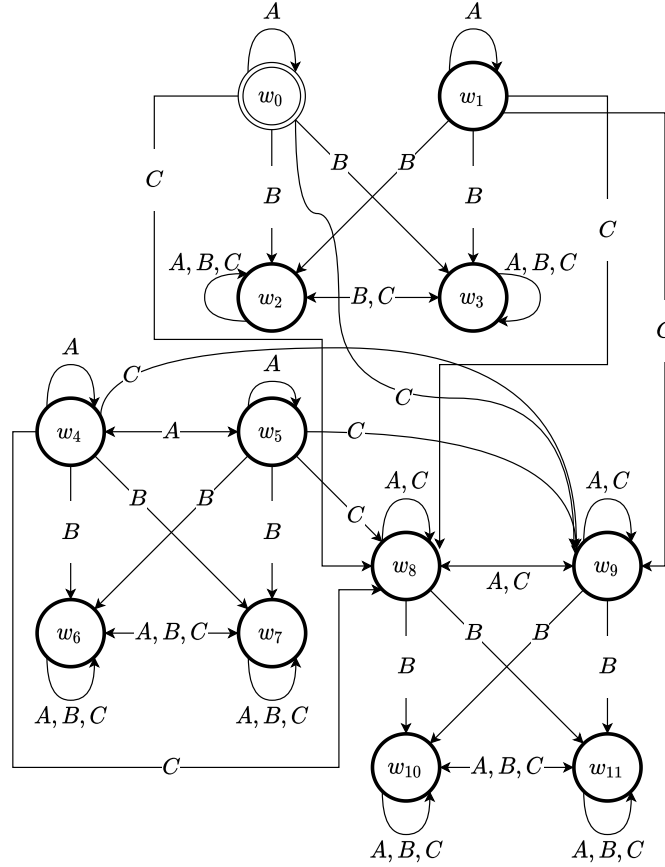 A A
w₀ w₁
C B B
B B C
A, B, C A, B, C
w₂ B, C w₃
C
A A
C C
w₄ A w₅ C
B B A, C A, C
C
B B
w₈ A, C w₉
w₆ A, B, C w₇ B B
B B
A, B, C A, B, C
C w₁₀ A, B, C w₁₁
A, B, C A, B, C